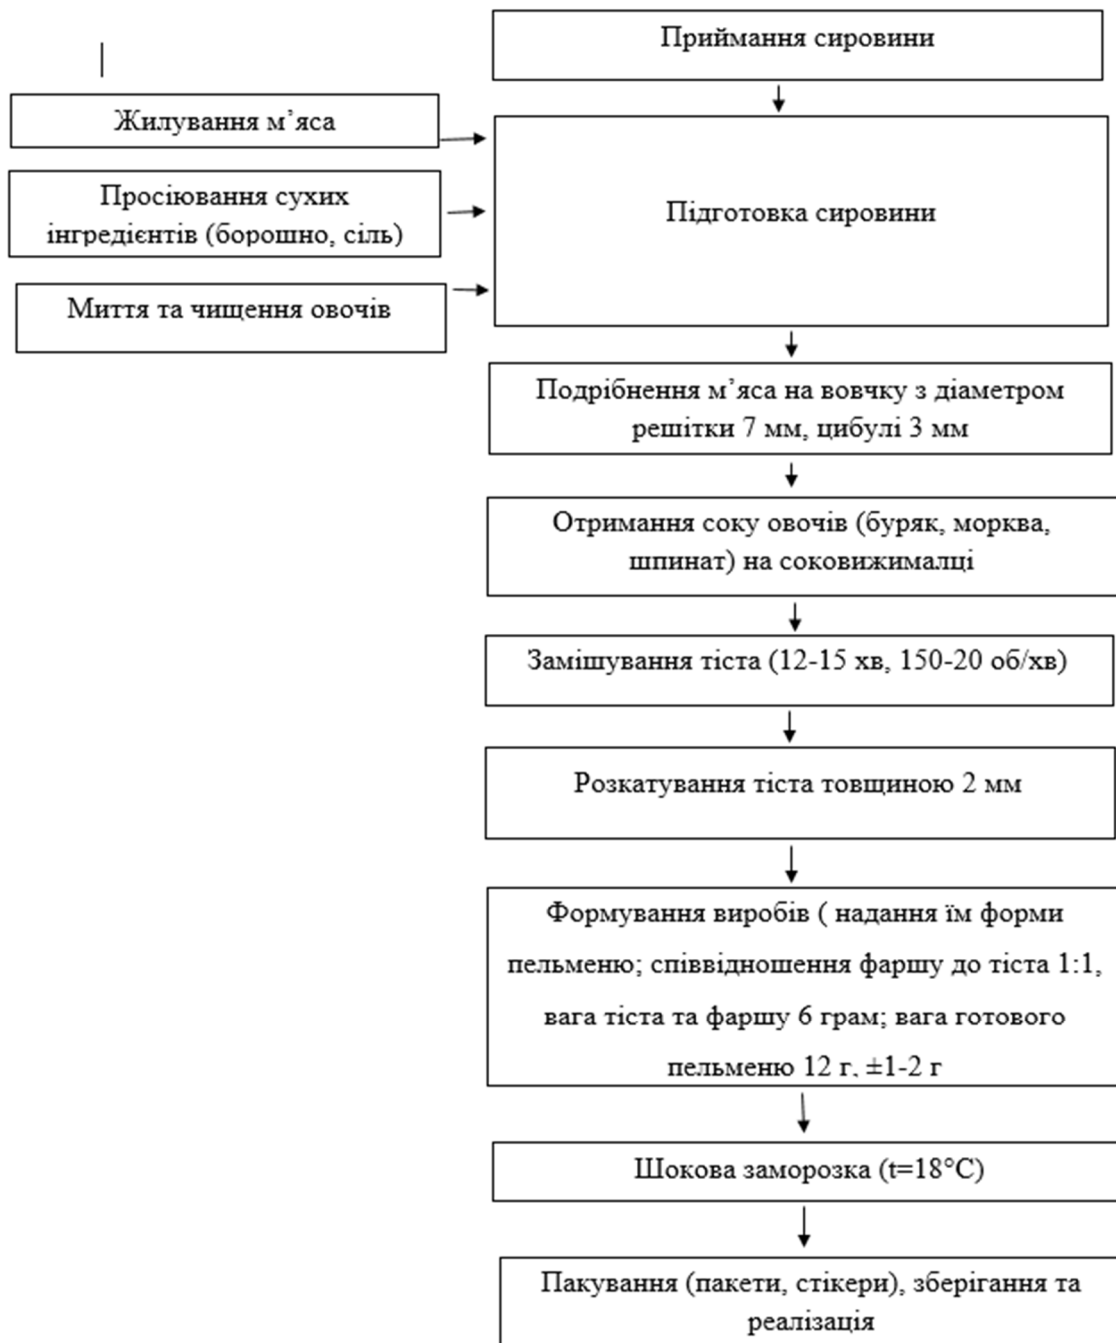 Приймання сировини
Жилування м’яса
Просіювання сухих
інгредієнтів (борошно, сіль)
Миття та чищення овочів
Підготовка сировини
Подрібнення м’яса на вовчку з діаметром
решітки 7 мм, цибулі 3 мм
Отримання соку овочів (буряк, морква,
шпинат) на соковижималці
Замішування тіста (12-15 хв, 150-20 об/хв)
Розкатування тіста товщиною 2 мм
Формування виробів ( надання їм форми
пельменю; співвідношення фаршу до тіста 1:1,
вага тіста та фаршу 6 грам; вага готового
пельменю 12 г, ±1-2 г
Шокова заморозка (t=18°C)
Пакування (пакети, стікери), зберігання та
реалізація